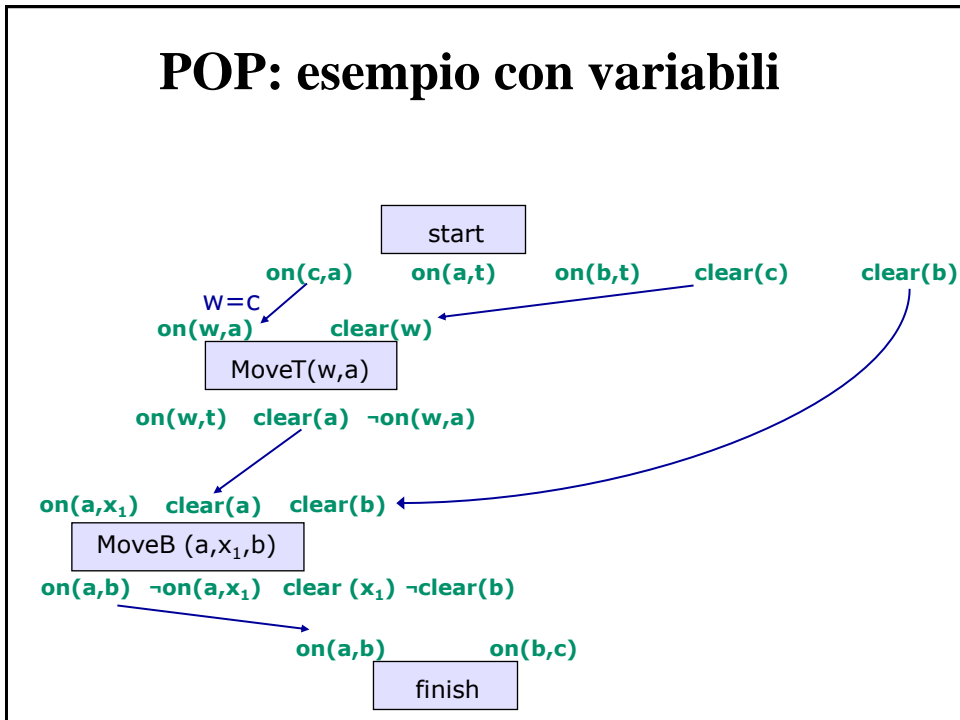 POP: esempio con variabili
start
on(c,a) on(a,t) on(b,t) clear(c) clear(b)
w=c
on(w,a) clear(w)
MoveT(w,a)
on(w,t) clear(a) ¬on(w,a)
on(a,x₁) clear(a) clear(b)
MoveB (a,x₁,b)
on(a,b) ¬on(a,x₁) clear (x₁) ¬clear(b)
on(a,b) on(b,c)
finish